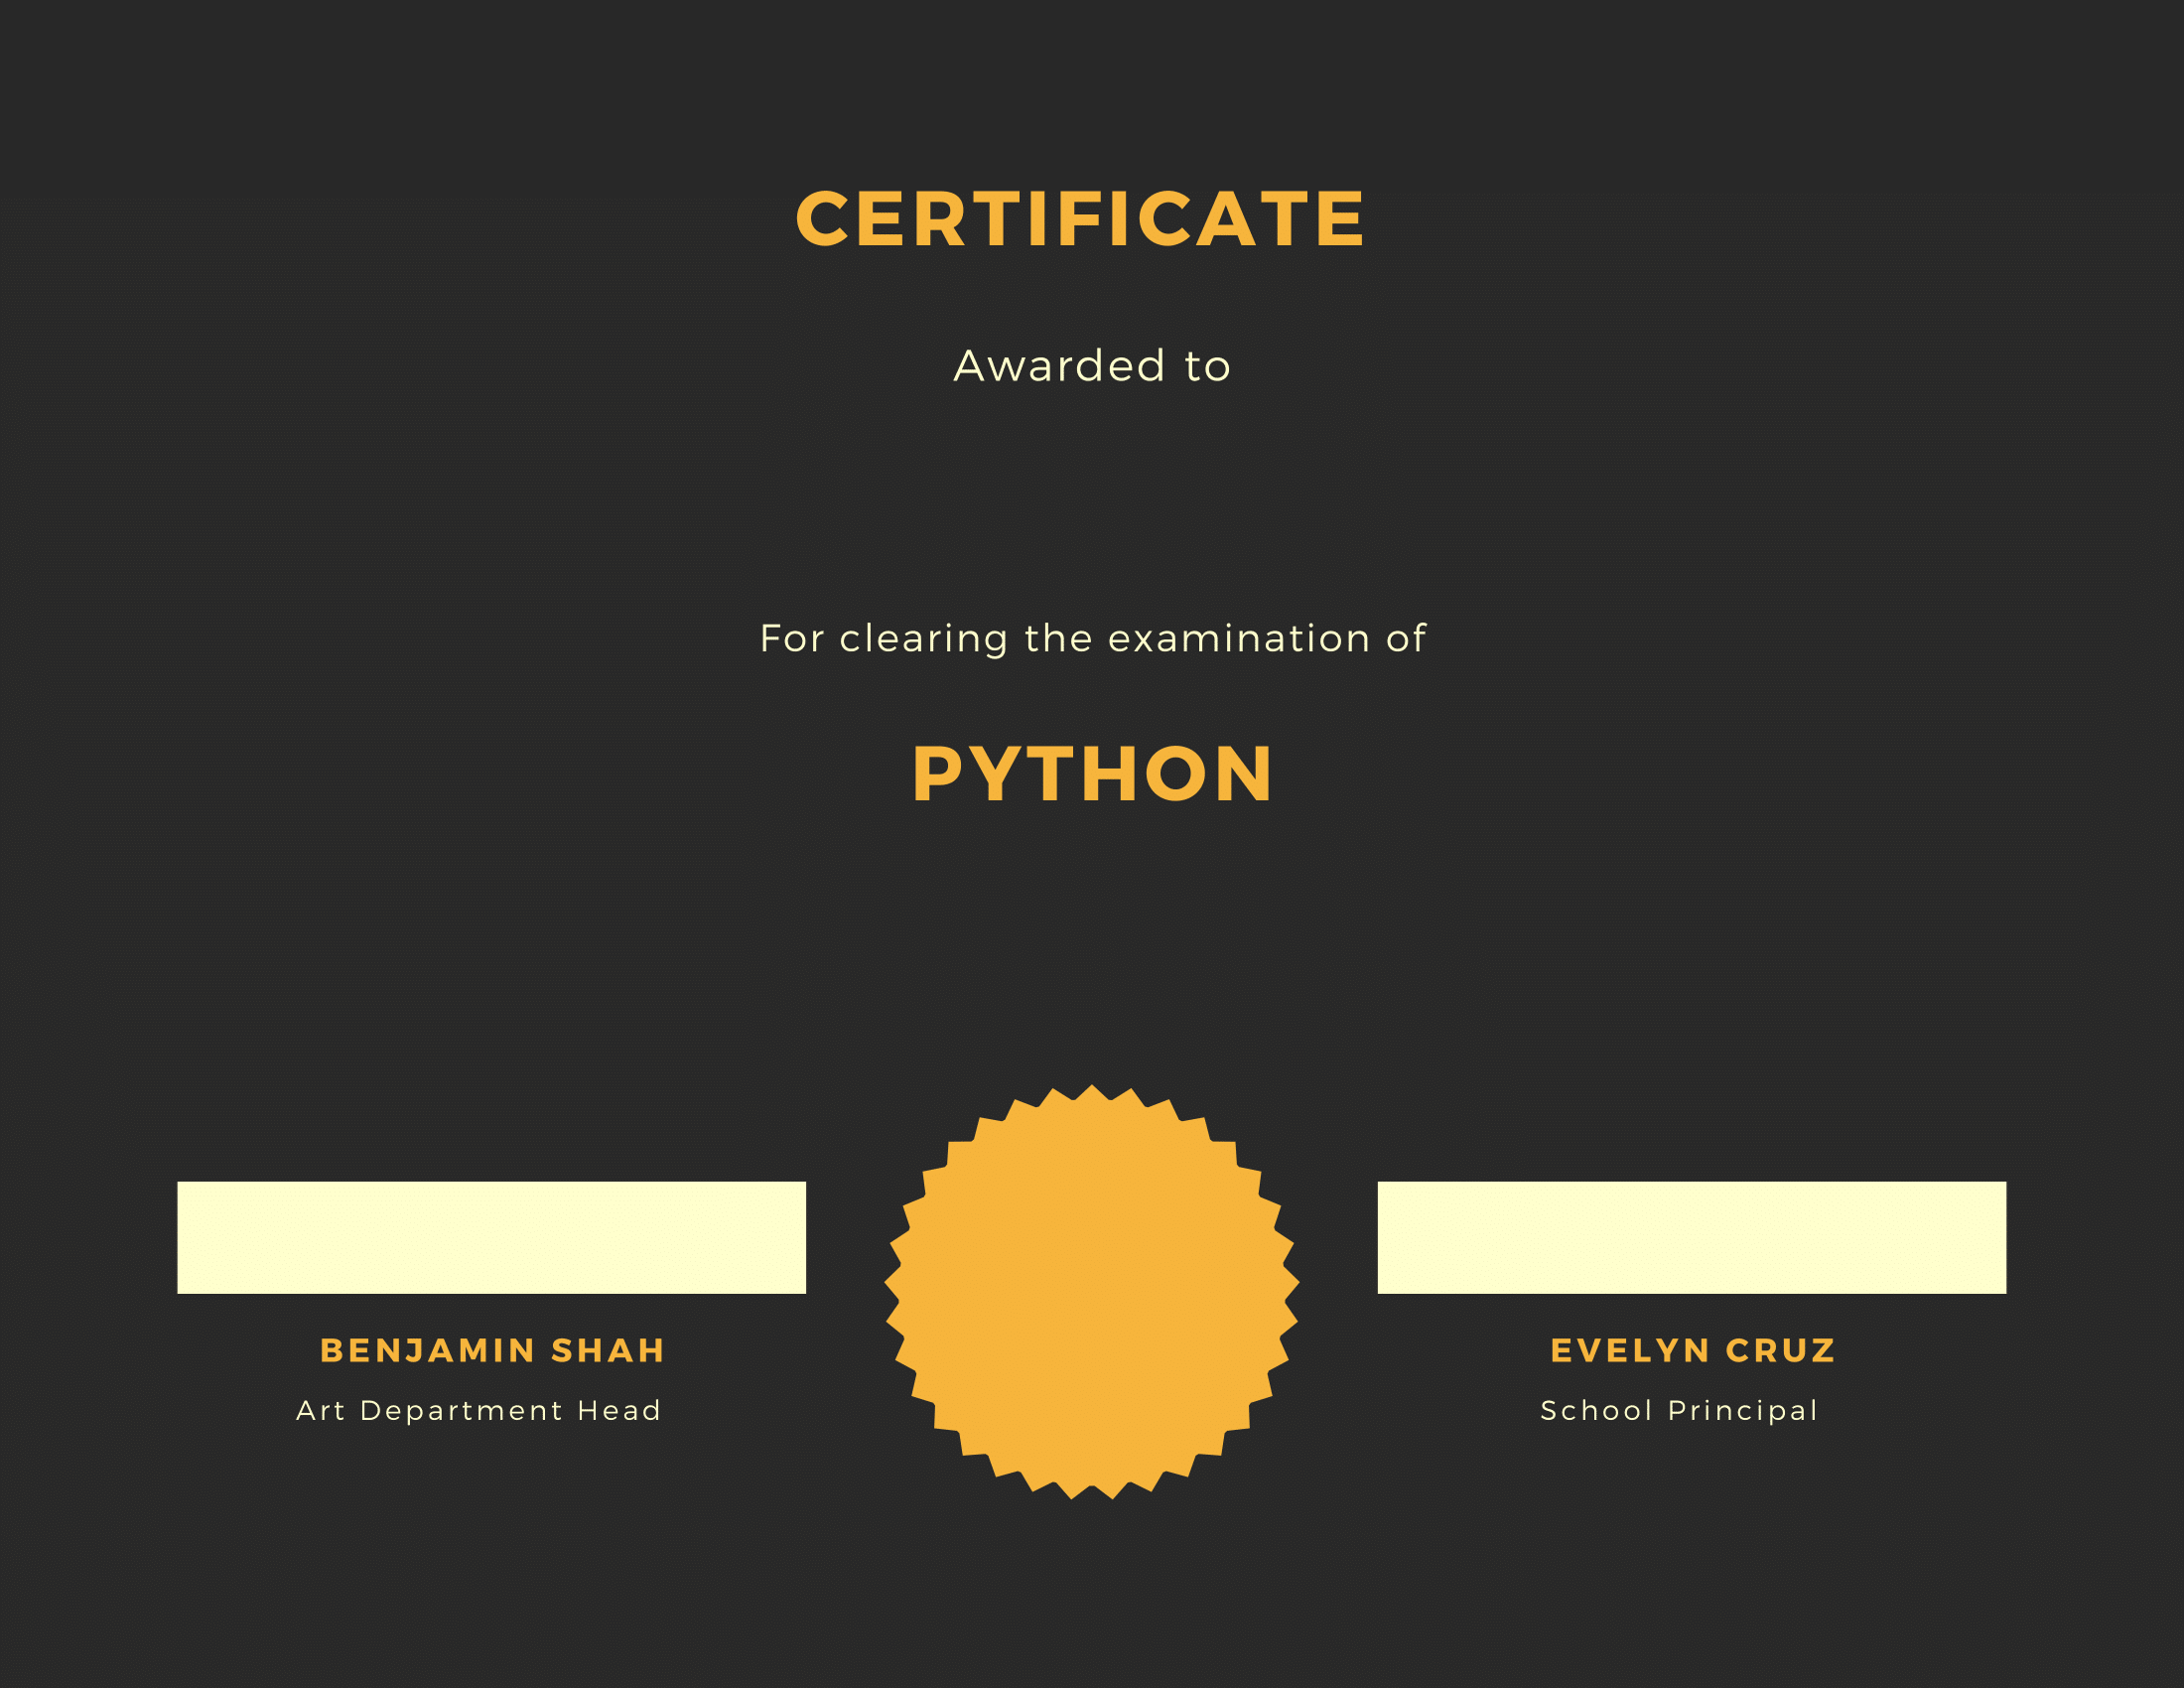 CERTIFICATE
Awarded to
For clearing the examination of
PYTHON
BENJAMIN SHAH
Art Department Head
EVELYN CRUZ
School Principal